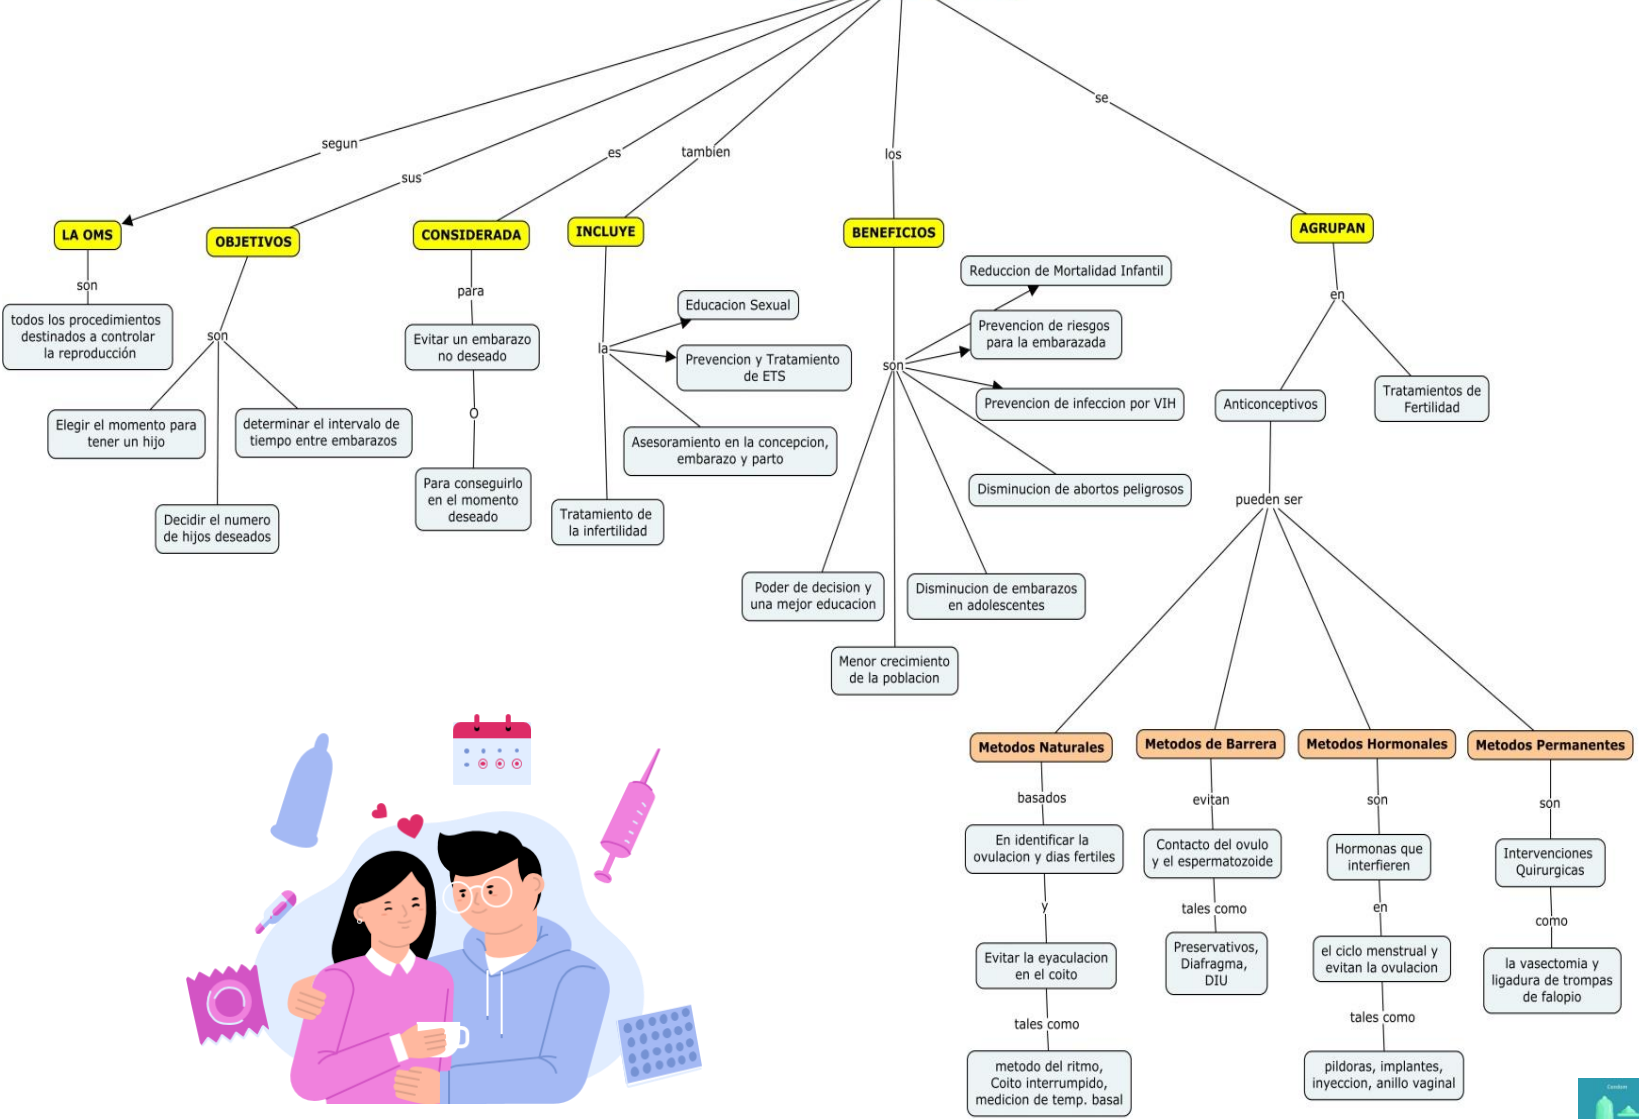 segun
sus
es
tambien
los
se
LA OMS
son
todos los procedimientos
destinados a controlar
la reproducción
OBJETIVOS
son
Elegir el momento para
tener un hijo
determinar el intervalo de
tiempo entre embarazos
Decidir el numero
de hijos deseados
CONSIDERADA
para
Evitar un embarazo
no deseado
O
Para conseguirlo
en el momento
deseado
INCLUYE
la
Educacion Sexual
Prevencion y Tratamiento
de ETS
Asesoramiento en la concepcion,
embarazo y parto
Tratamiento de
la infertilidad
BENEFICIOS
son
Reduccion de Mortalidad Infantil
Prevencion de riesgos
para la embarazada
Prevencion de infeccion por VIH
Disminucion de abortos peligrosos
Disminucion de embarazos
en adolescentes
Poder de decision y
una mejor educacion
Menor crecimiento
de la poblacion
AGRUPAN
en
Anticonceptivos
Tratamientos de
Fertilidad
pueden ser
Metodos Naturales
basados
En identificar la
ovulacion y dias fertiles
y
Evitar la eyaculacion
en el coito
tales como
metodo del ritmo,
Coito interrumpido,
medicion de temp. basal
Metodos de Barrera
evitan
Contacto del ovulo
y el espermatozoide
tales como
Preservativos,
Diafragma,
DIU
Metodos Hormonales
son
Hormonas que
interfieren
en
el ciclo menstrual y
evitan la ovulacion
tales como
pildoras, implantes,
inyeccion, anillo vaginal
Metodos Permanentes
son
Intervenciones
Quirurgicas
como
la vasectomia y
ligadura de trompas
de falopio
Condom